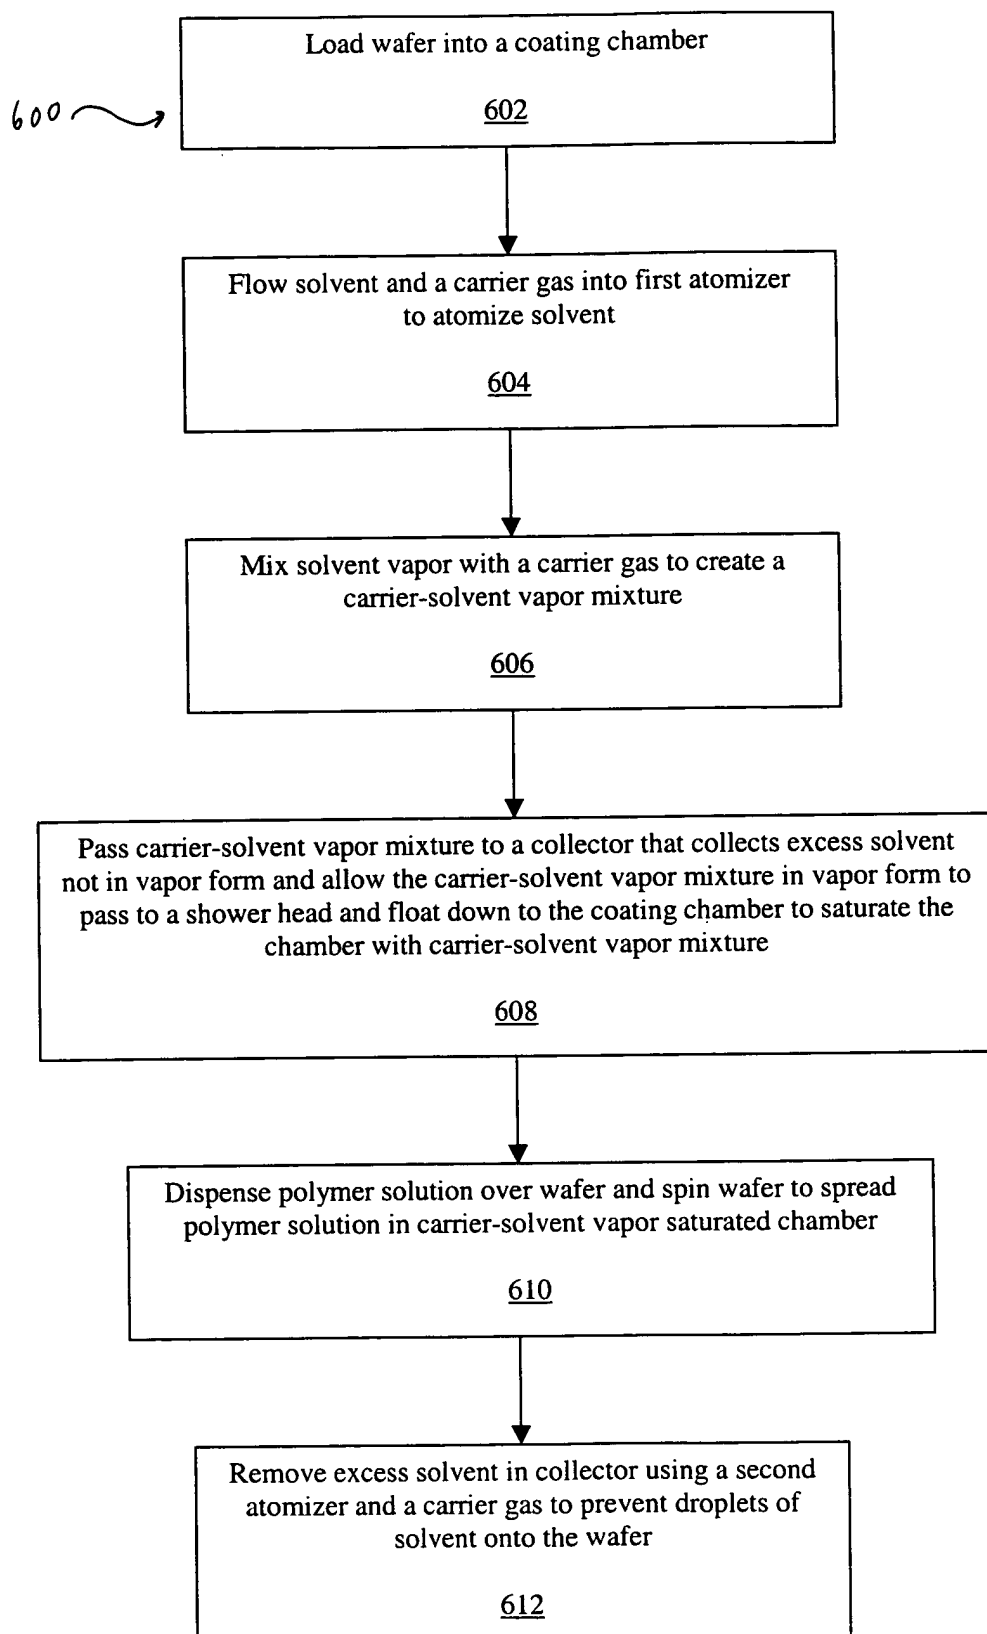 Load wafer into a coating chamber
602
600
Flow solvent and a carrier gas into first atomizer
to atomize solvent
604
Mix solvent vapor with a carrier gas to create a
carrier-solvent vapor mixture
606
Pass carrier-solvent vapor mixture to a collector that collects excess solvent
not in vapor form and allow the carrier-solvent vapor mixture in vapor form to
pass to a shower head and float down to the coating chamber to saturate the
chamber with carrier-solvent vapor mixture
608
Dispense polymer solution over wafer and spin wafer to spread
polymer solution in carrier-solvent vapor saturated chamber
610
Remove excess solvent in collector using a second
atomizer and a carrier gas to prevent droplets of
solvent onto the wafer
612